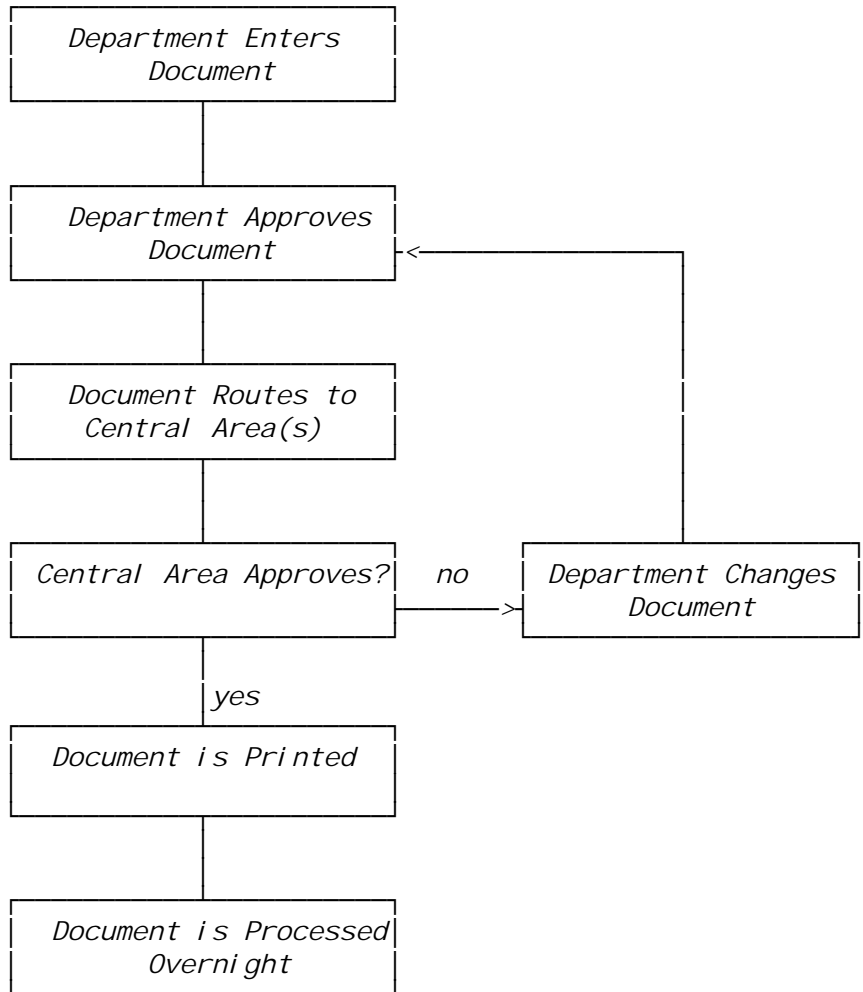 Department Enters
Document
Department Approves
Document
Document Routes to
Central Area(s)
Central Area Approves?
no
Department Changes
Document
yes
Document is Printed
Document is Processed
Overnight